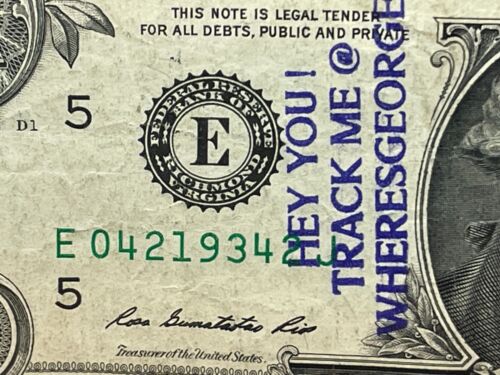 THIS NOTE IS LEGAL TENDER
FOR ALL DEBTS, PUBLIC AND PRIVATE
5
D1
FEDERAL RESERVE
BANK OF
E
RICHMOND
VIRGINIA
E 04219342 J
5
Rosa Gumatatao Rios
Treasurer of the United States.
HEY YOU !
TRACK ME @
WHERESGEORGE